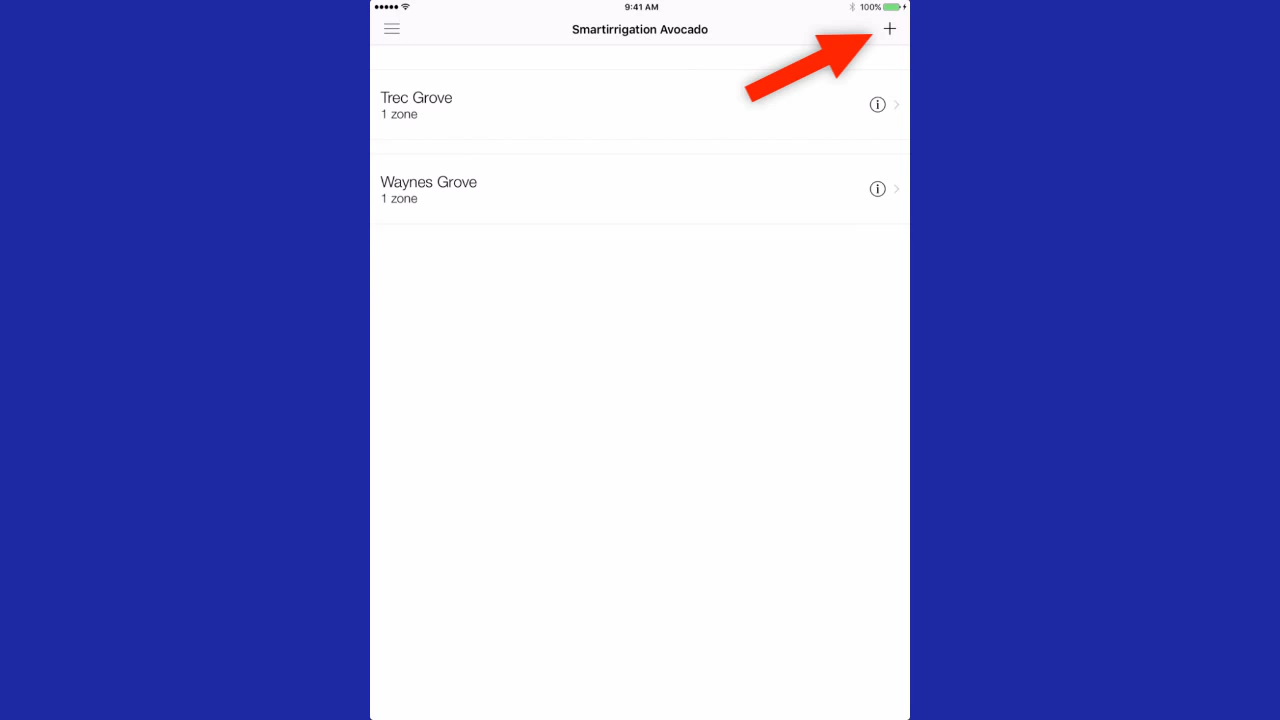 9:41 AM
100%
Smartirrigation Avocado
Trec Grove
1 zone
Waynes Grove
1 zone